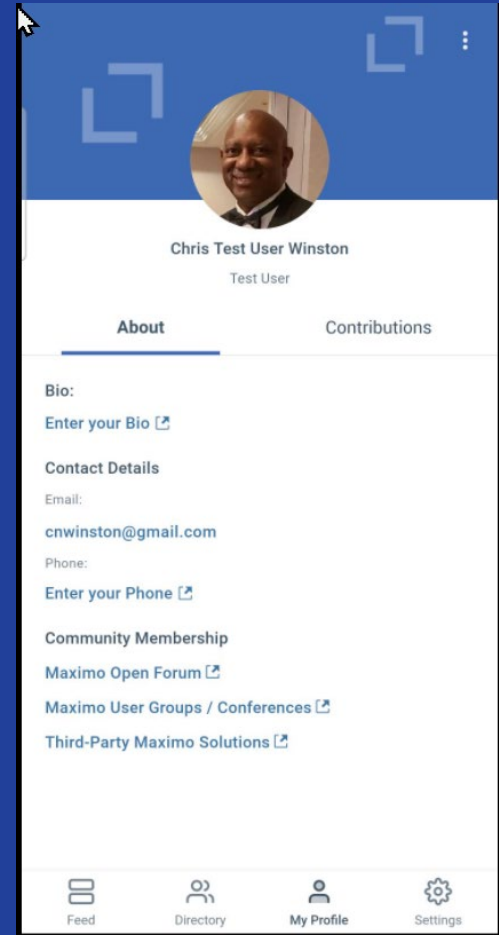 Chris Test User Winston
Test User
About Contributions
Bio:
Enter your Bio
Contact Details
Email:
cnwinston@gmail.com
Phone:
Enter your Phone
Community Membership
Maximo Open Forum
Maximo User Groups / Conferences
Third-Party Maximo Solutions
Feed Directory My Profile Settings